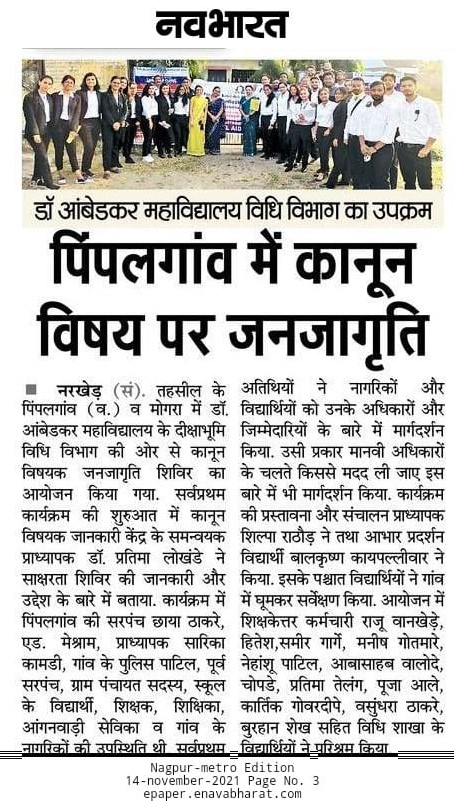 नवभारत
डॉ आंबेडकर महाविद्यालय विधि विभाग का उपक्रम
पिंपलगांव में कानून
विषय पर जनजागृति
■ नरखेड़ (सं). तहसील के
पिंपलगांव (व.) व मोगरा में डॉ.
आंबेडकर महाविद्यालय के दीक्षाभूमि
विधि विभाग की ओर से कानून
विषयक जनजागृति शिविर का
आयोजन किया गया. सर्वप्रथम
कार्यक्रम की शुरुआत में कानून
विषयक जानकारी केंद्र के समन्वयक
प्राध्यापक डॉ. प्रतिमा लोखंडे ने
साक्षरता शिविर की जानकारी और
उद्देश के बारे में बताया. कार्यक्रम में
पिंपलगांव की सरपंच छाया ठाकरे,
एड. मेश्राम, प्राध्यापक सारिका
कामडी, गांव के पुलिस पाटिल, पूर्व
सरपंच, ग्राम पंचायत सदस्य, स्कूल
के विद्यार्थी, शिक्षक, शिक्षिका,
आंगनवाड़ी सेविका व गांव के
नागरिकों की उपस्थिति थी. सर्वप्रथम
अतिथियों ने नागरिकों और
विद्यार्थियों को उनके अधिकारों और
जिम्मेदारियों के बारे में मार्गदर्शन
किया. उसी प्रकार मानवी अधिकारों
के चलते किससे मदद ली जाए इस
बारे में भी मार्गदर्शन किया. कार्यक्रम
की प्रस्तावना और संचालन प्राध्यापक
शिल्पा राठौड़ ने तथा आभार प्रदर्शन
विद्यार्थी बालकृष्ण कायपल्लीवार ने
किया. इसके पश्चात विद्यार्थियों ने गांव
में घूमकर सर्वेक्षण किया. आयोजन में
शिक्षकेत्तर कर्मचारी राजू वानखेड़े,
हितेश,समीर गार्गे, मनीष गोतमारे,
नेहांशू पाटिल, आबासाहब वालोदे,
चोपडे, प्रतिमा तेलंग, पूजा आले,
कार्तिक गोवरदीपे, वसुंधरा ठाकरे,
बुरहान शेख सहित विधि शाखा के
विद्यार्थियों ने परिश्रम किया
Nagpur-metro Edition
14-november-2021 Page No. 3
epaper.enavabharat.com